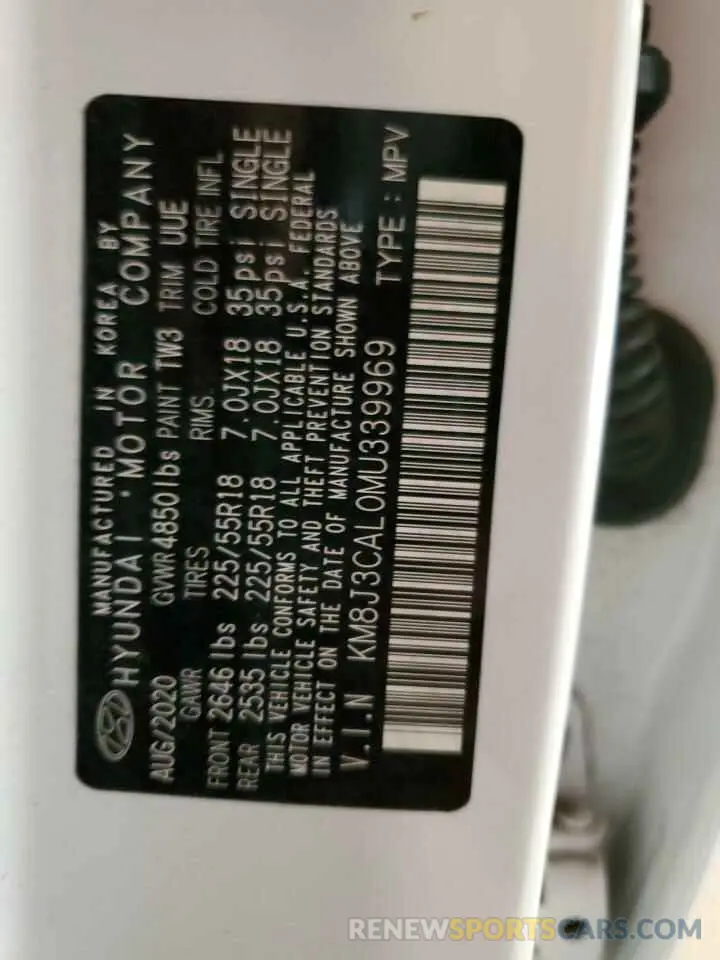 MANUFACTURED IN KOREA BY
HYUNDAI MOTOR COMPANY
AUG/2020 GVWR 4850lbs PAINT TW3 TRIM UUE
GAWR TIRES RIMS. COLD TIRE INFL
FRONT 2646 lbs 225/55R18 7.0JX18 35psi SINGLE
REAR 2535 lbs 225/55R18 7.0JX18 35psi SINGLE
THIS VEHICLE CONFORMS TO ALL APPLICABLE U.S.A. FEDERAL
MOTOR VEHICLE SAFETY AND THEFT PREVENTION STANDARDS
IN EFFECT ON THE DATE OF MANUFACTURE SHOWN ABOVE
V.I.N KM8J3CAL0MU339969 TYPE : MPV
RENEWSPORTSCARS.COM